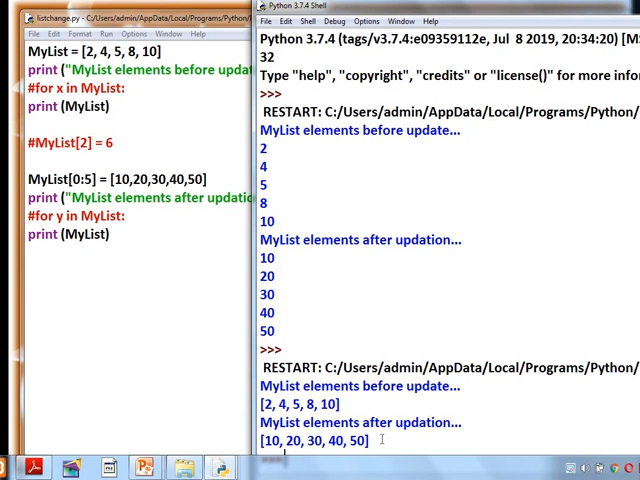 listchange.py - C:/Users/admin/AppData/Local/Programs/Python/
File Edit Format Run Options Window Help
MyList = [2, 4, 5, 8, 10]
print ("MyList elements before updat
#for x in MyList:
print (MyList)
#MyList[2] = 6
MyList[0:5] = [10,20,30,40,50]
print ("MyList elements after updation
#for y in MyList:
print (MyList)
Python 3.7.4 Shell
File Edit Shell Debug Options Window Help
Python 3.7.4 (tags/v3.7.4:e09359112e, Jul 8 2019, 20:34:20) [M
32
Type "help", "copyright", "credits" or "license()" for more infor
>>>
RESTART: C:/Users/admin/AppData/Local/Programs/Python/
MyList elements before update...
2
4
5
8
10
MyList elements after updation...
10
20
30
40
50
>>>
RESTART: C:/Users/admin/AppData/Local/Programs/Python/
MyList elements before update...
[2, 4, 5, 8, 10]
MyList elements after updation...
[10, 20, 30, 40, 50]